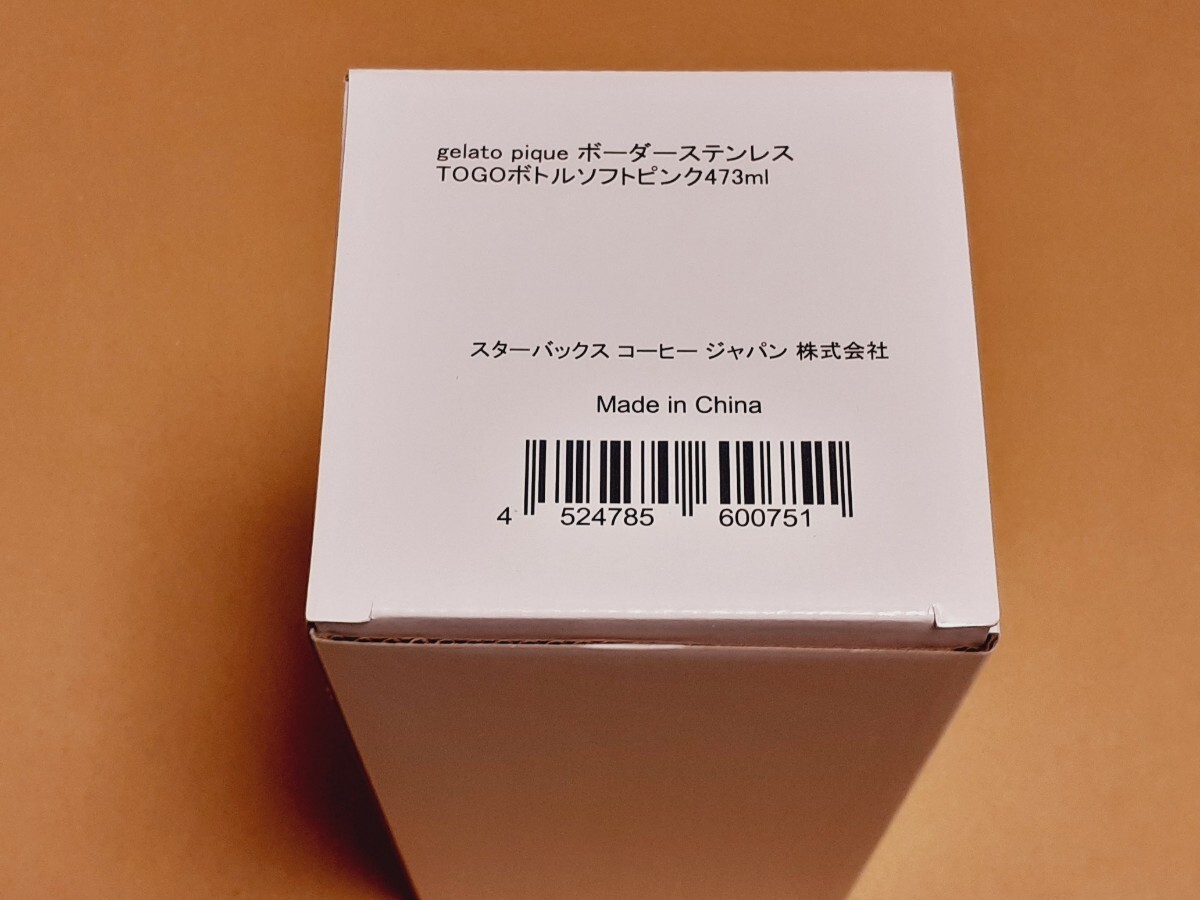 gelato pique ボーダーステンレス
TOGOボトルソフトピンク473ml
スターバックス コーヒー ジャパン 株式会社
Made in China
4 524785 600751